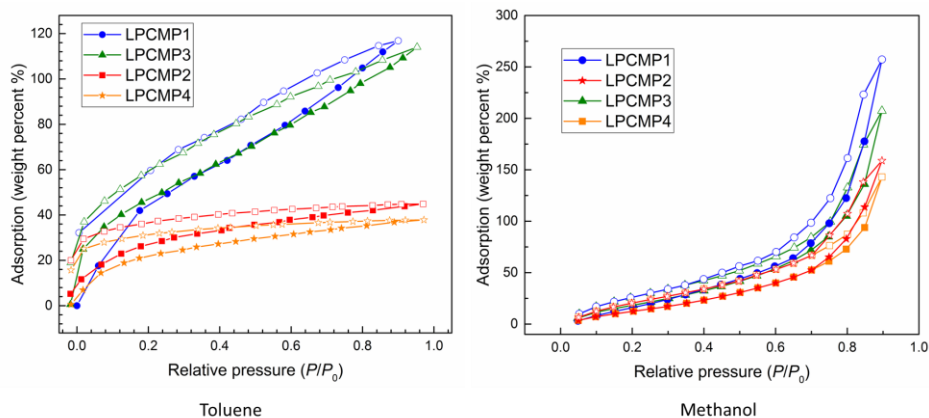 LPCMP1
LPCMP3
LPCMP2
LPCMP4
120
100
80
60
40
20
0
Adsorption (weight percent %)
0.0 0.2 0.4 0.6 0.8 1.0
Relative pressure (P/P0)
Toluene
LPCMP1
LPCMP2
LPCMP3
LPCMP4
300
250
200
150
100
50
0
Adsorption (weight percent %)
0.0 0.2 0.4 0.6 0.8 1.0
Relative pressure (P/P0)
Methanol